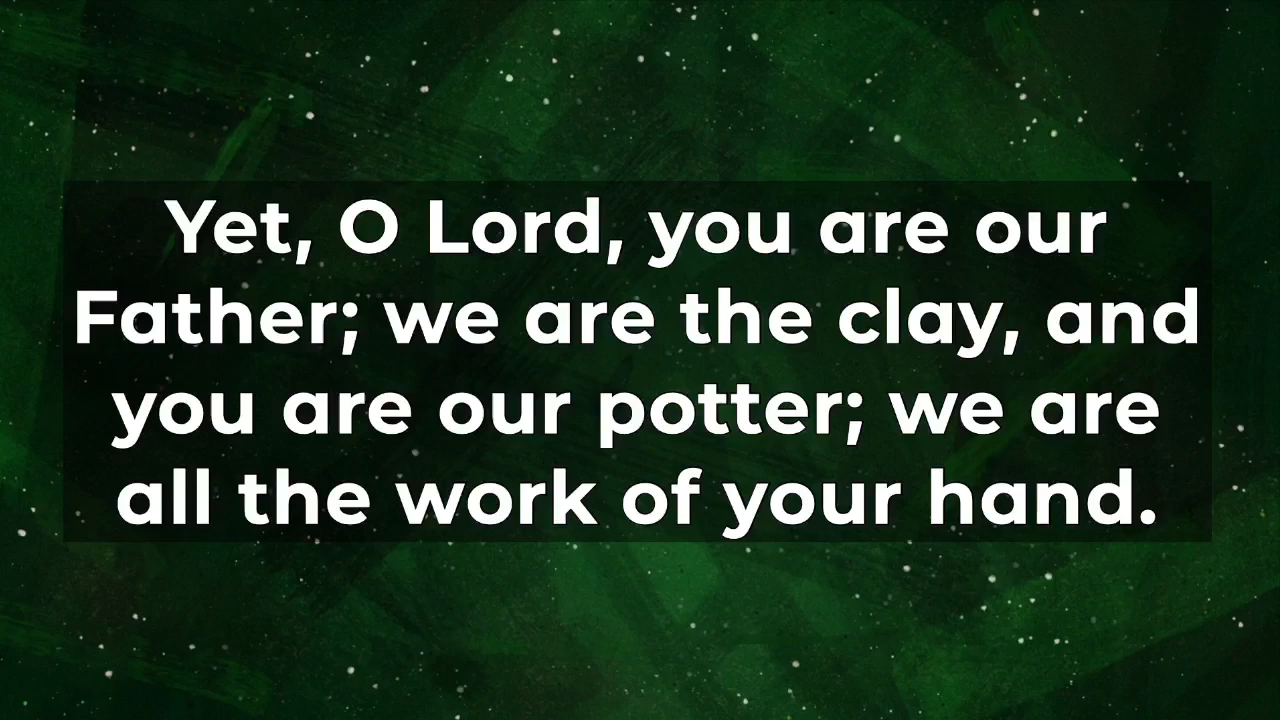 Yet, O Lord, you are our
Father; we are the clay, and
you are our potter; we are
all the work of your hand.